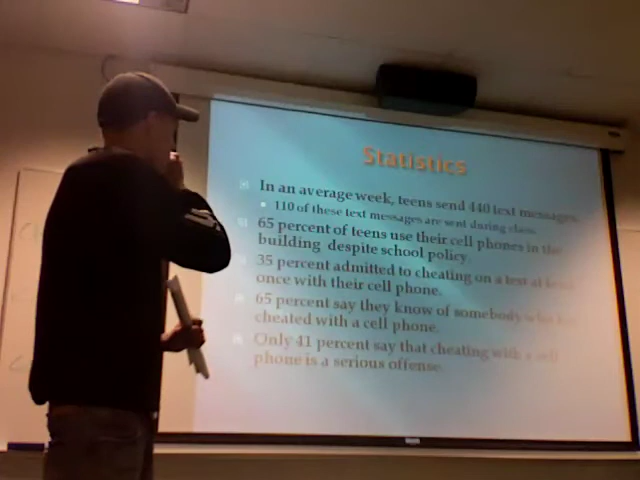 Statistics
In an average week, teens send 440 text messages.
110 of these text messages are sent during class.
65 percent of teens use their cell phones in the
building despite school policy
35 percent admitted to cheating on a test at least
once with their cell phone.
65 percent say they know of somebody who has
cheated with a cell phone.
Only 41 percent say that cheating with a cell
phone is a serious offense.